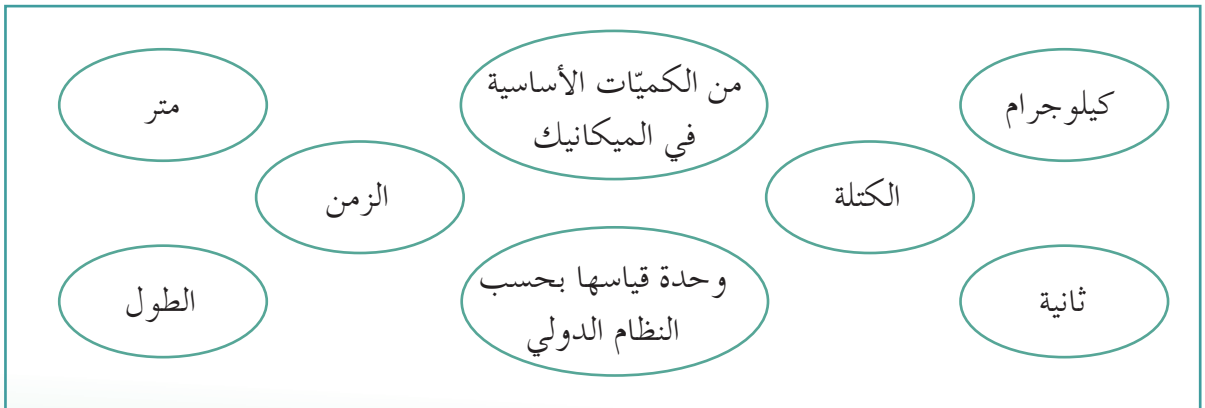 كيلوجرام
من الكميّات الأساسية
في الميكانيك
متر
الكتلة
الزمن
ثانية
وحدة قياسها بحسب
النظام الدولي
الطول